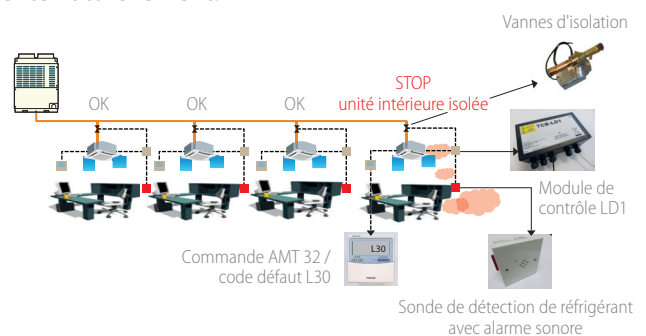 Vannes d'isolation
STOP
unité intérieure isolée
OK
OK
OK
TCB-LD1
Module de
contrôle LD1
L30
Commande AMT 32 /
code défaut L30
Sonde de détection de réfrigérant
avec alarme sonore